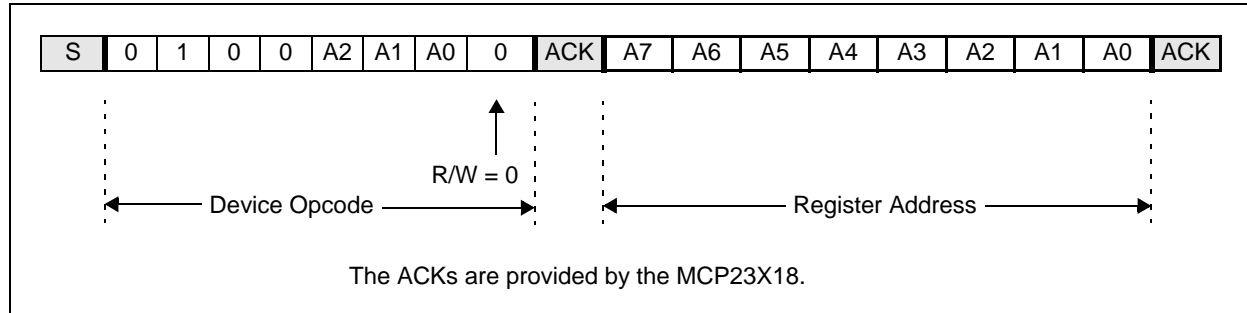 S 0 1 0 0 A2 A1 A0 0 ACK A7 A6 A5 A4 A3 A2 A1 A0 ACK
R/W = 0
Device Opcode
Register Address
The ACKs are provided by the MCP23X18.